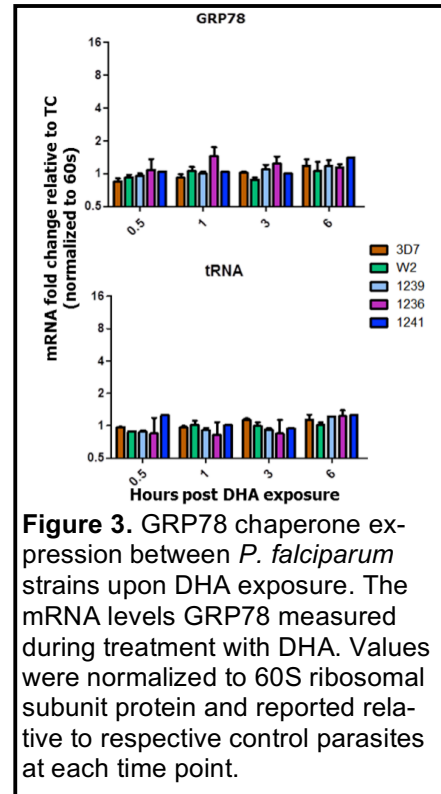 GRP78
mRNA fold change relative to TC
(normalized to 60s)
16
8
4
2
1
0.5
0.5
1
3
6
3D7
W2
1239
1236
1241
tRNA
16
8
4
2
1
0.5
0.5
1
3
6
Hours post DHA exposure
Figure 3. GRP78 chaperone ex-
pression between P. falciparum
strains upon DHA exposure. The
mRNA levels GRP78 measured
during treatment with DHA. Values
were normalized to 60S ribosomal
subunit protein and reported rela-
tive to respective control parasites
at each time point.